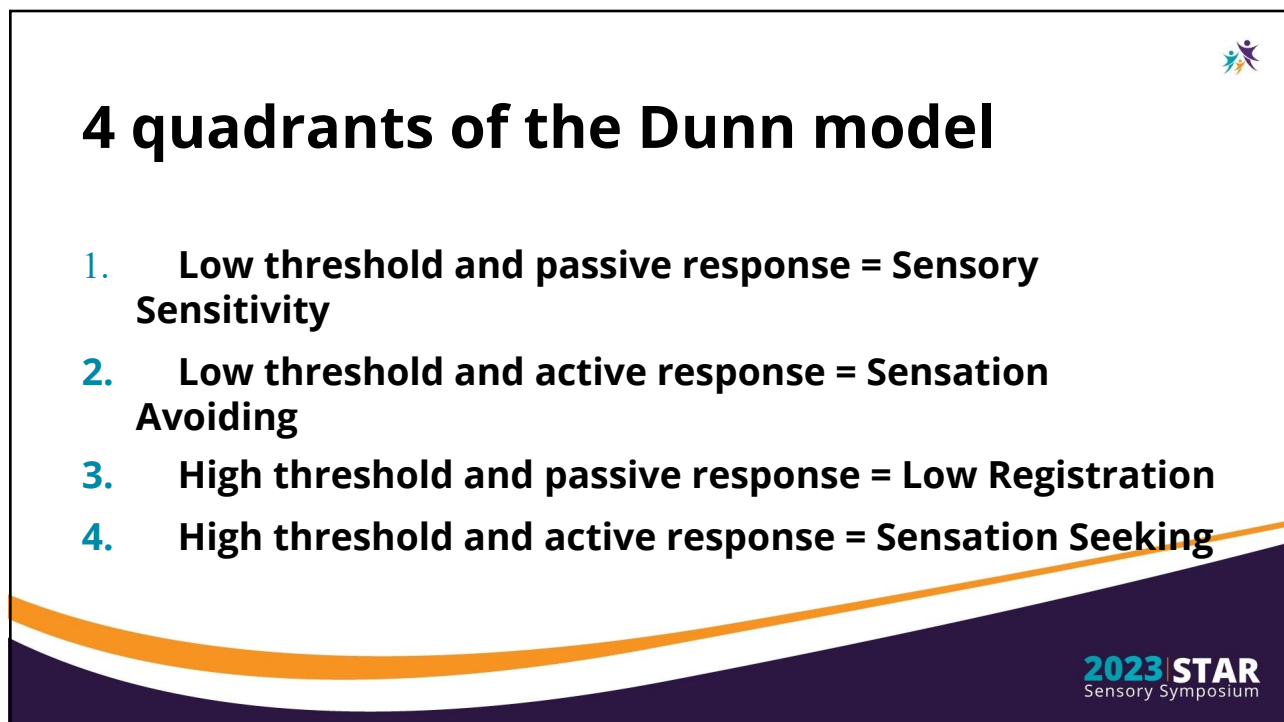 4 quadrants of the Dunn model
1. Low threshold and passive response = Sensory
Sensitivity
2. Low threshold and active response = Sensation
Avoiding
3. High threshold and passive response = Low Registration
4. High threshold and active response = Sensation Seeking
2023|STAR
Sensory Symposium